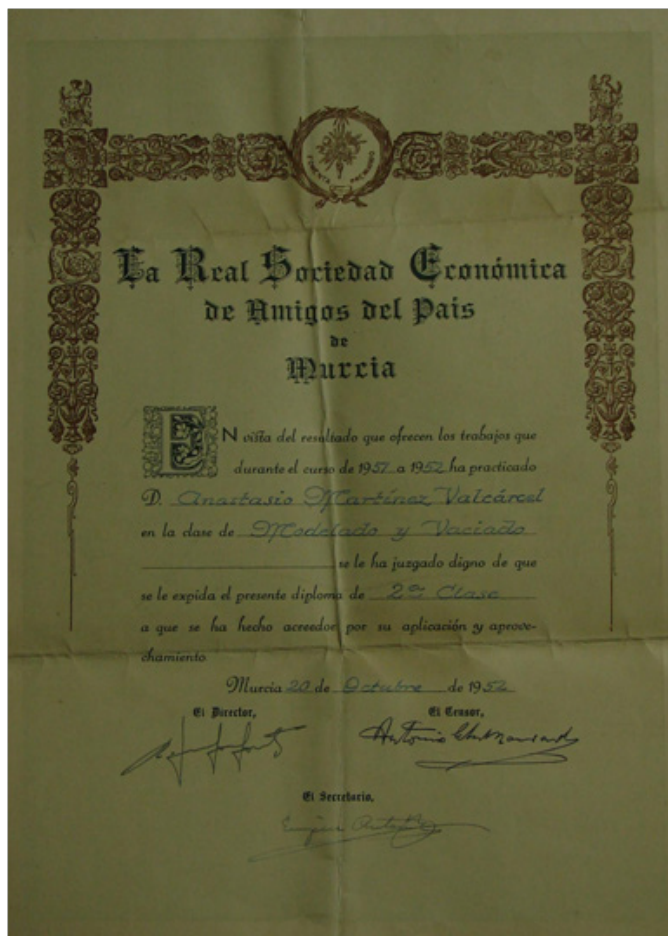 La Real Sociedad Económica
de Amigos del Pais
de
Murcia
EN vista del resultado que ofrecen los trabajos que
durante el curso de 1951 a 1952 ha practicado
D. Anastasio Martínez Valcárcel
en la clase de Modelado y Vaciado
se le ha juzgado digno de que
se le expida el presente diploma de 2ª Clase
a que se ha hecho acreedor por su aplicación y aprove-
chamiento
Murcia 20 de Octubre de 1952
El Director,
El Censor,
Antonio
El Secretario,